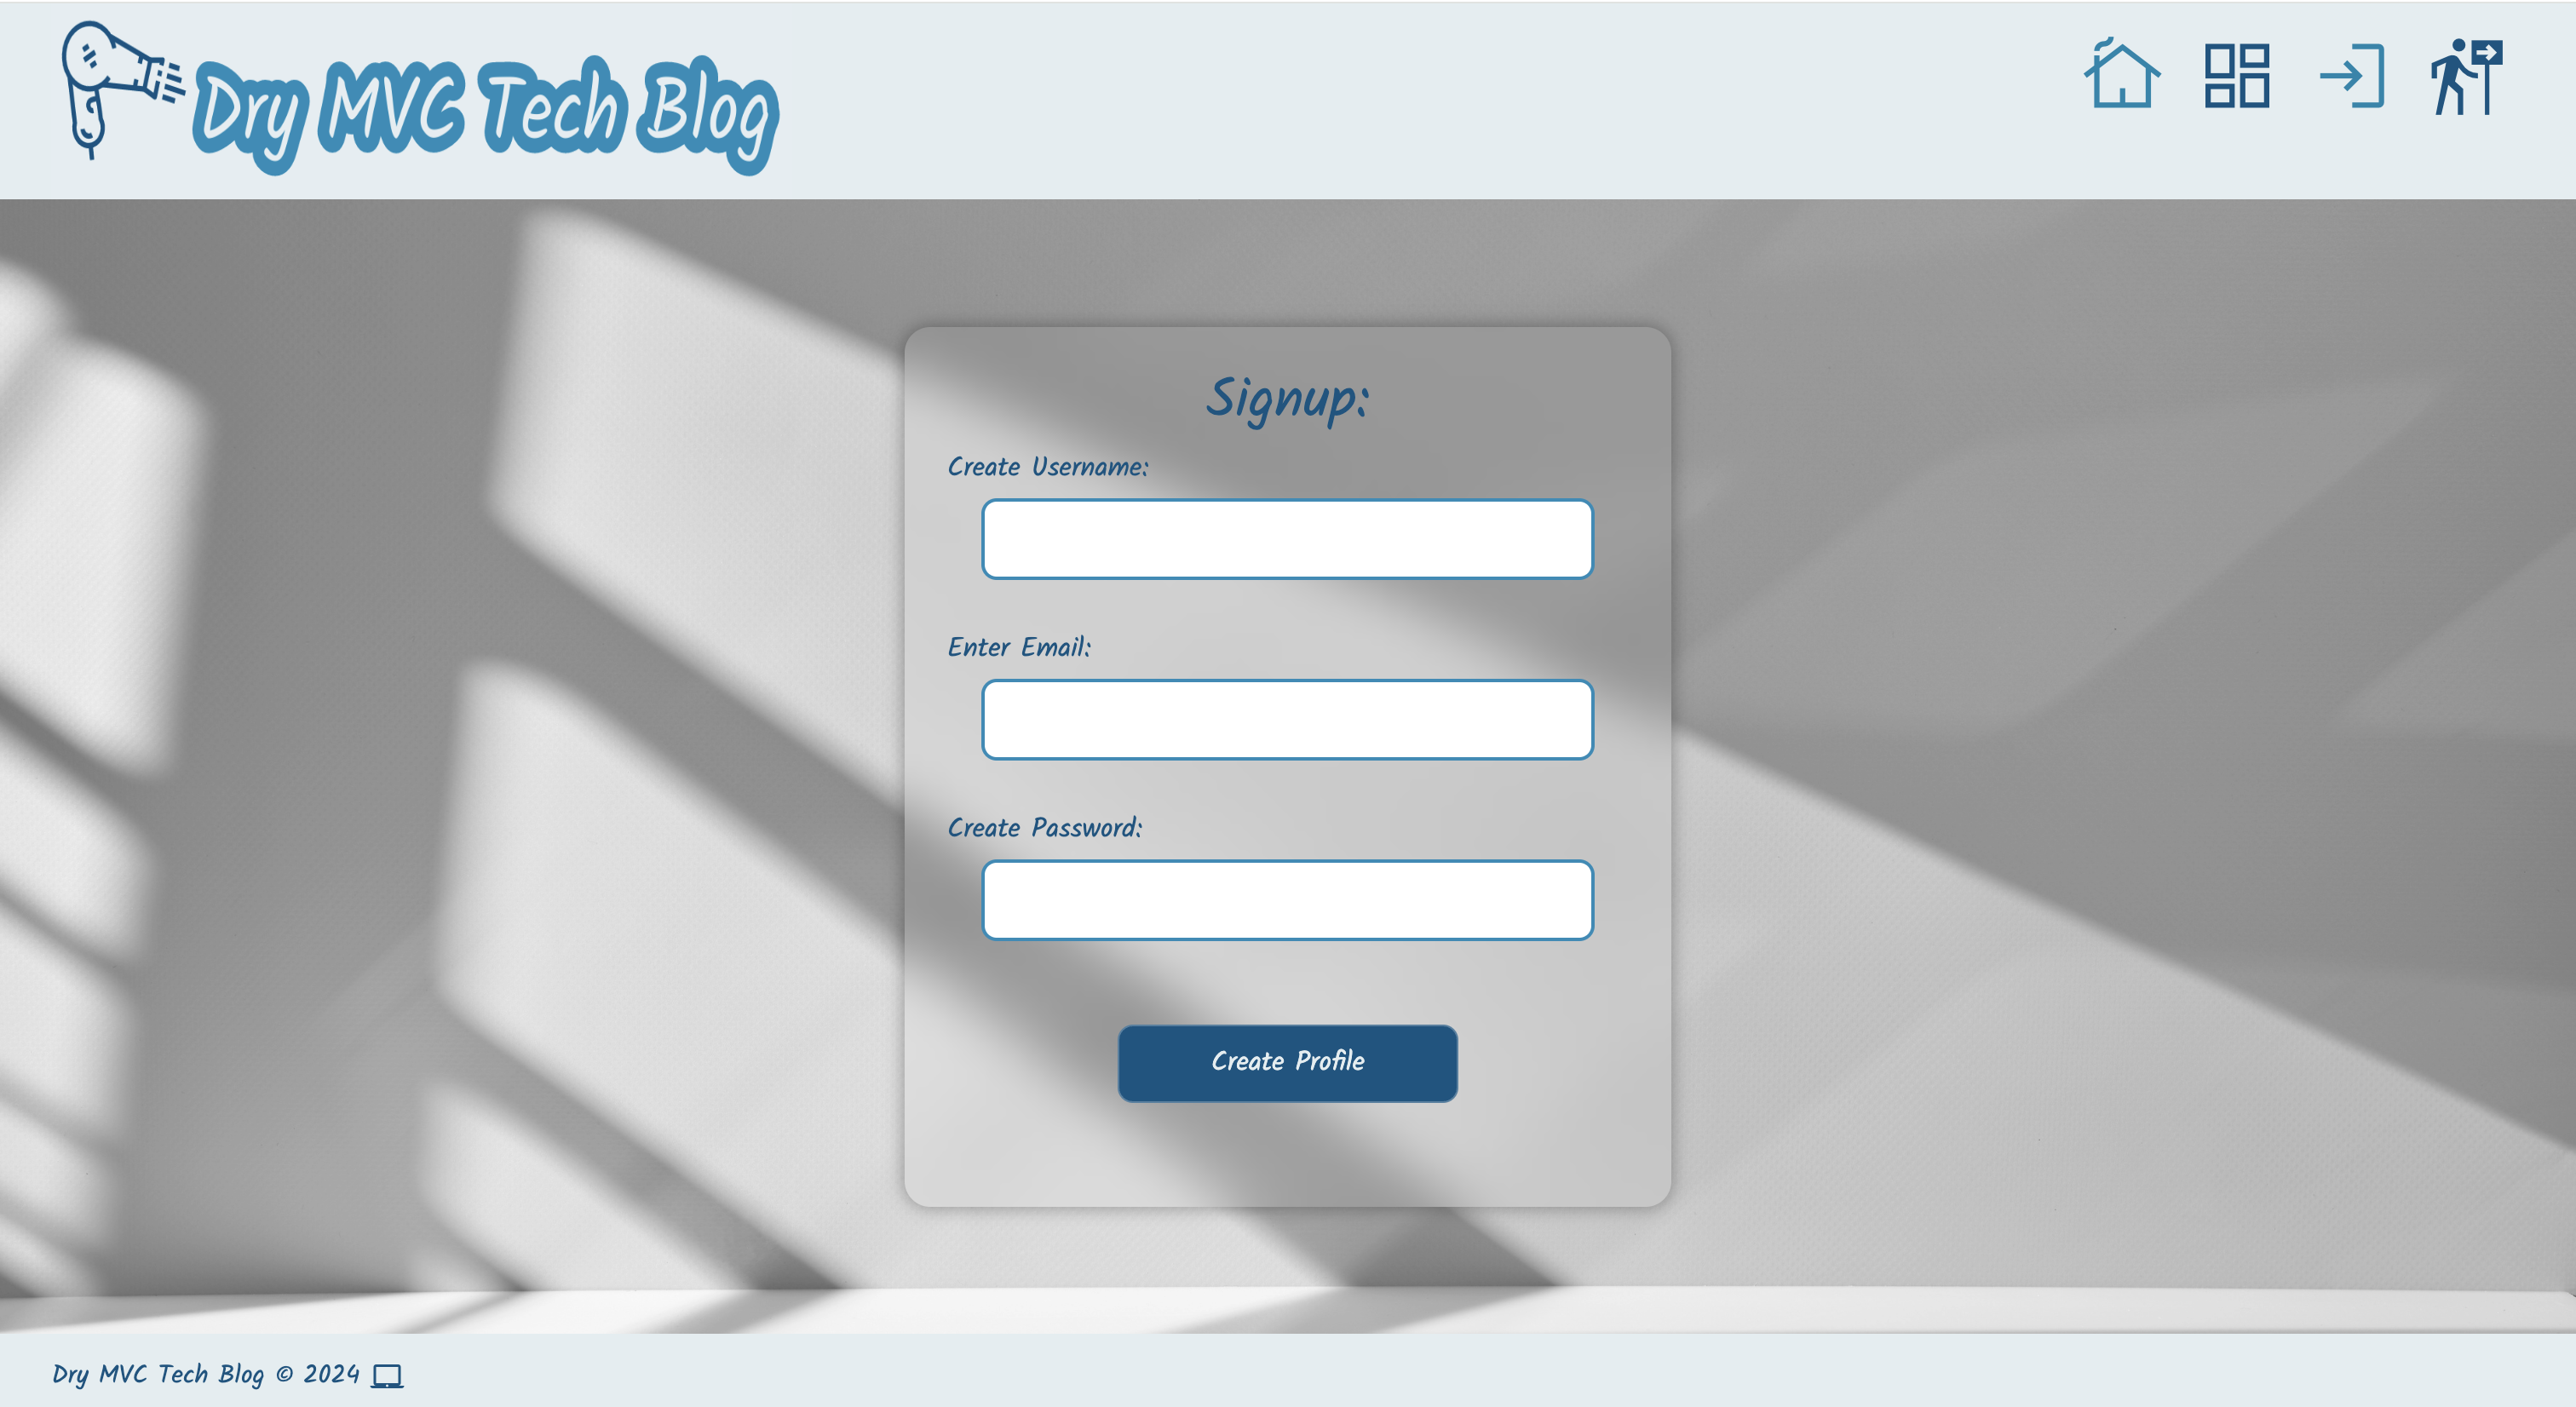 Dry MVC Tech Blog
Signup:
Create Username:
Enter Email:
Create Password:
Create Profile
Dry MVC Tech Blog © 2024